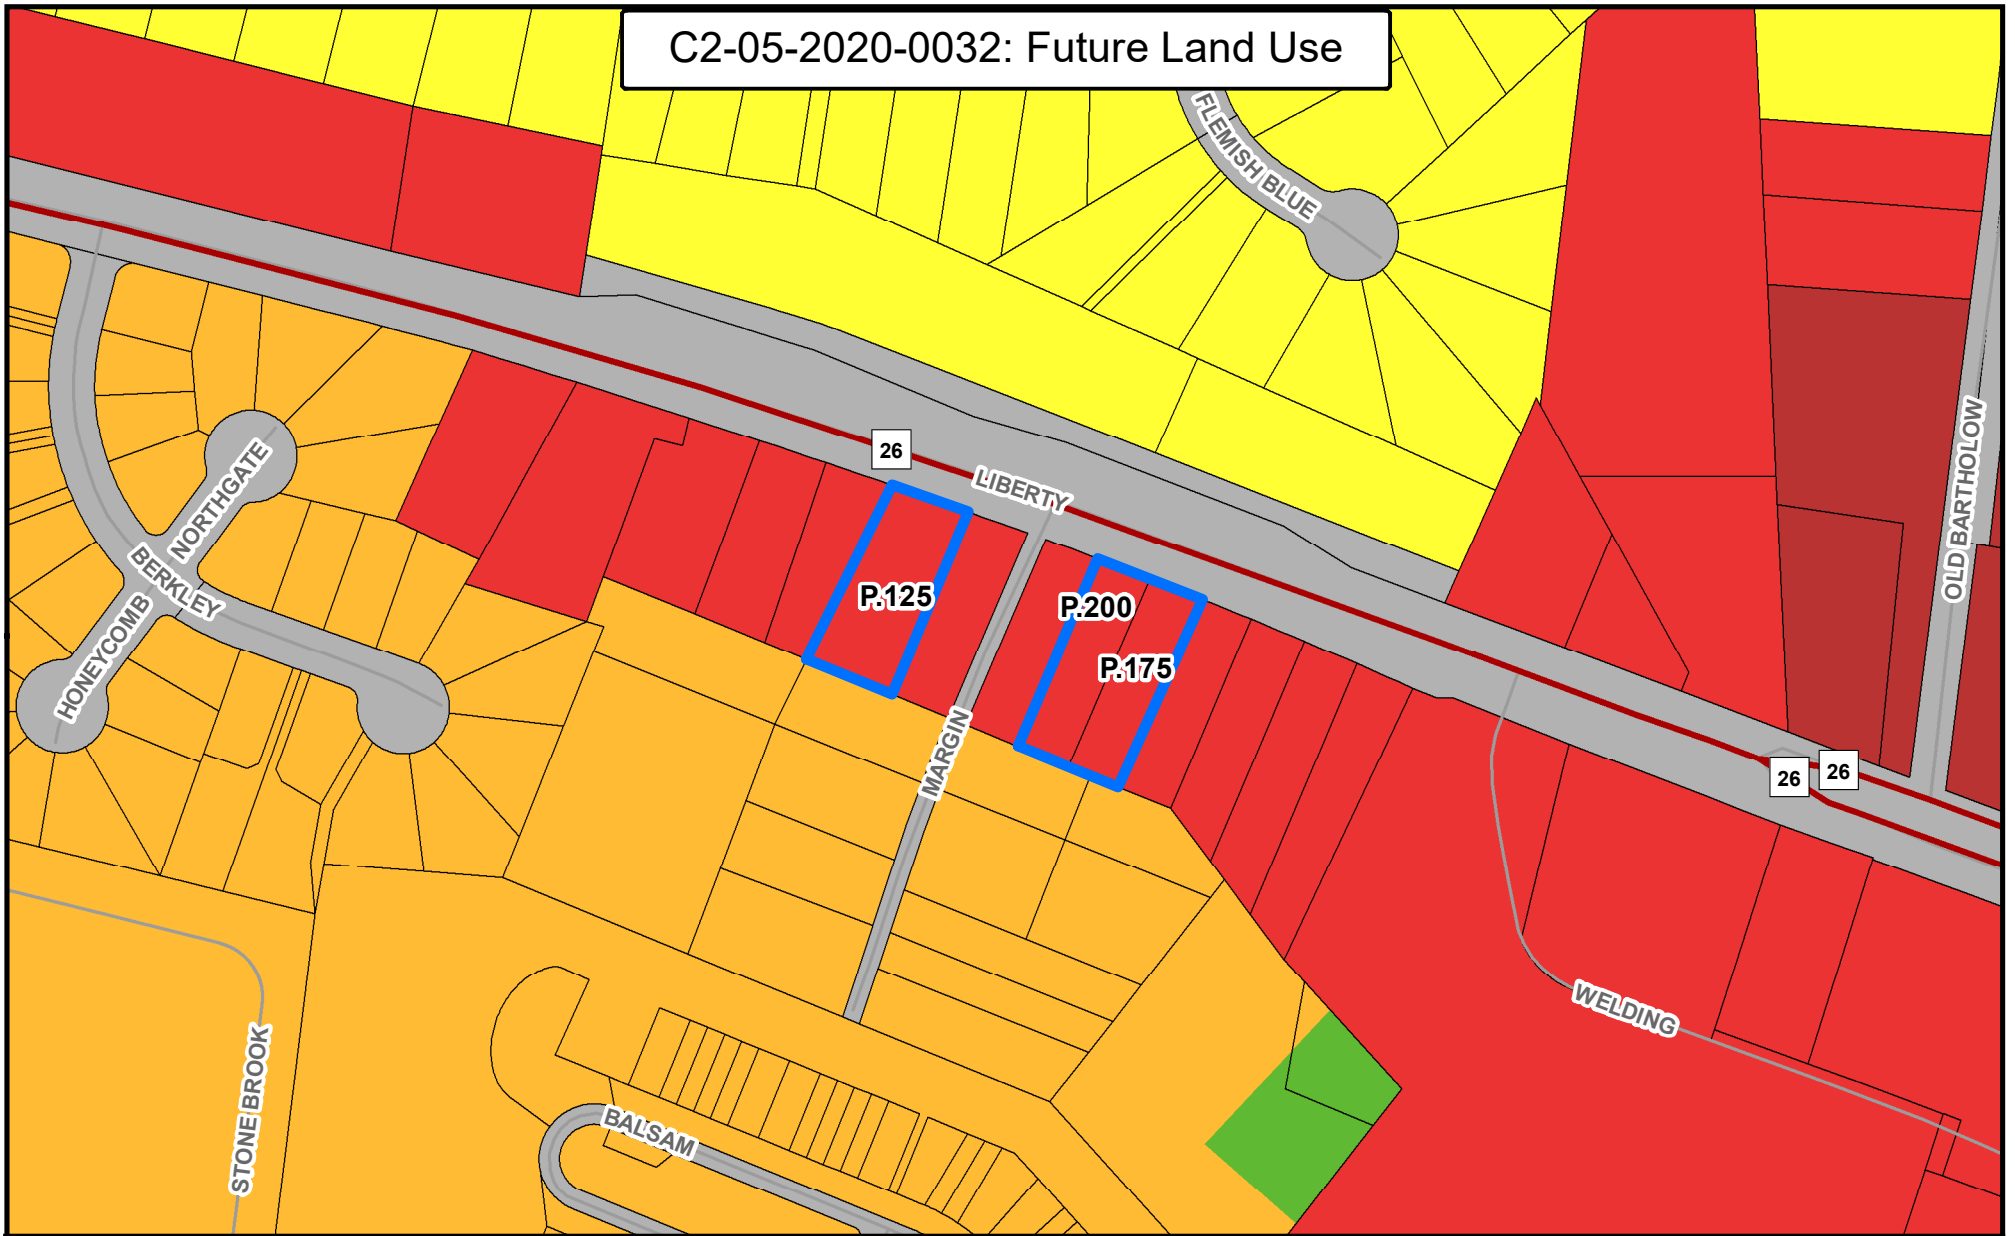 C2-05-2020-0032: Future Land Use
FLEMISH BLUE
26
LIBERTY
OLD BARTHOLOW
NORTHGATE
BERKLEY
HONEYCOMB
P.125
P.200
P.175
MARGIN
26
26
WELDING
STONE BROOK
BALSAM